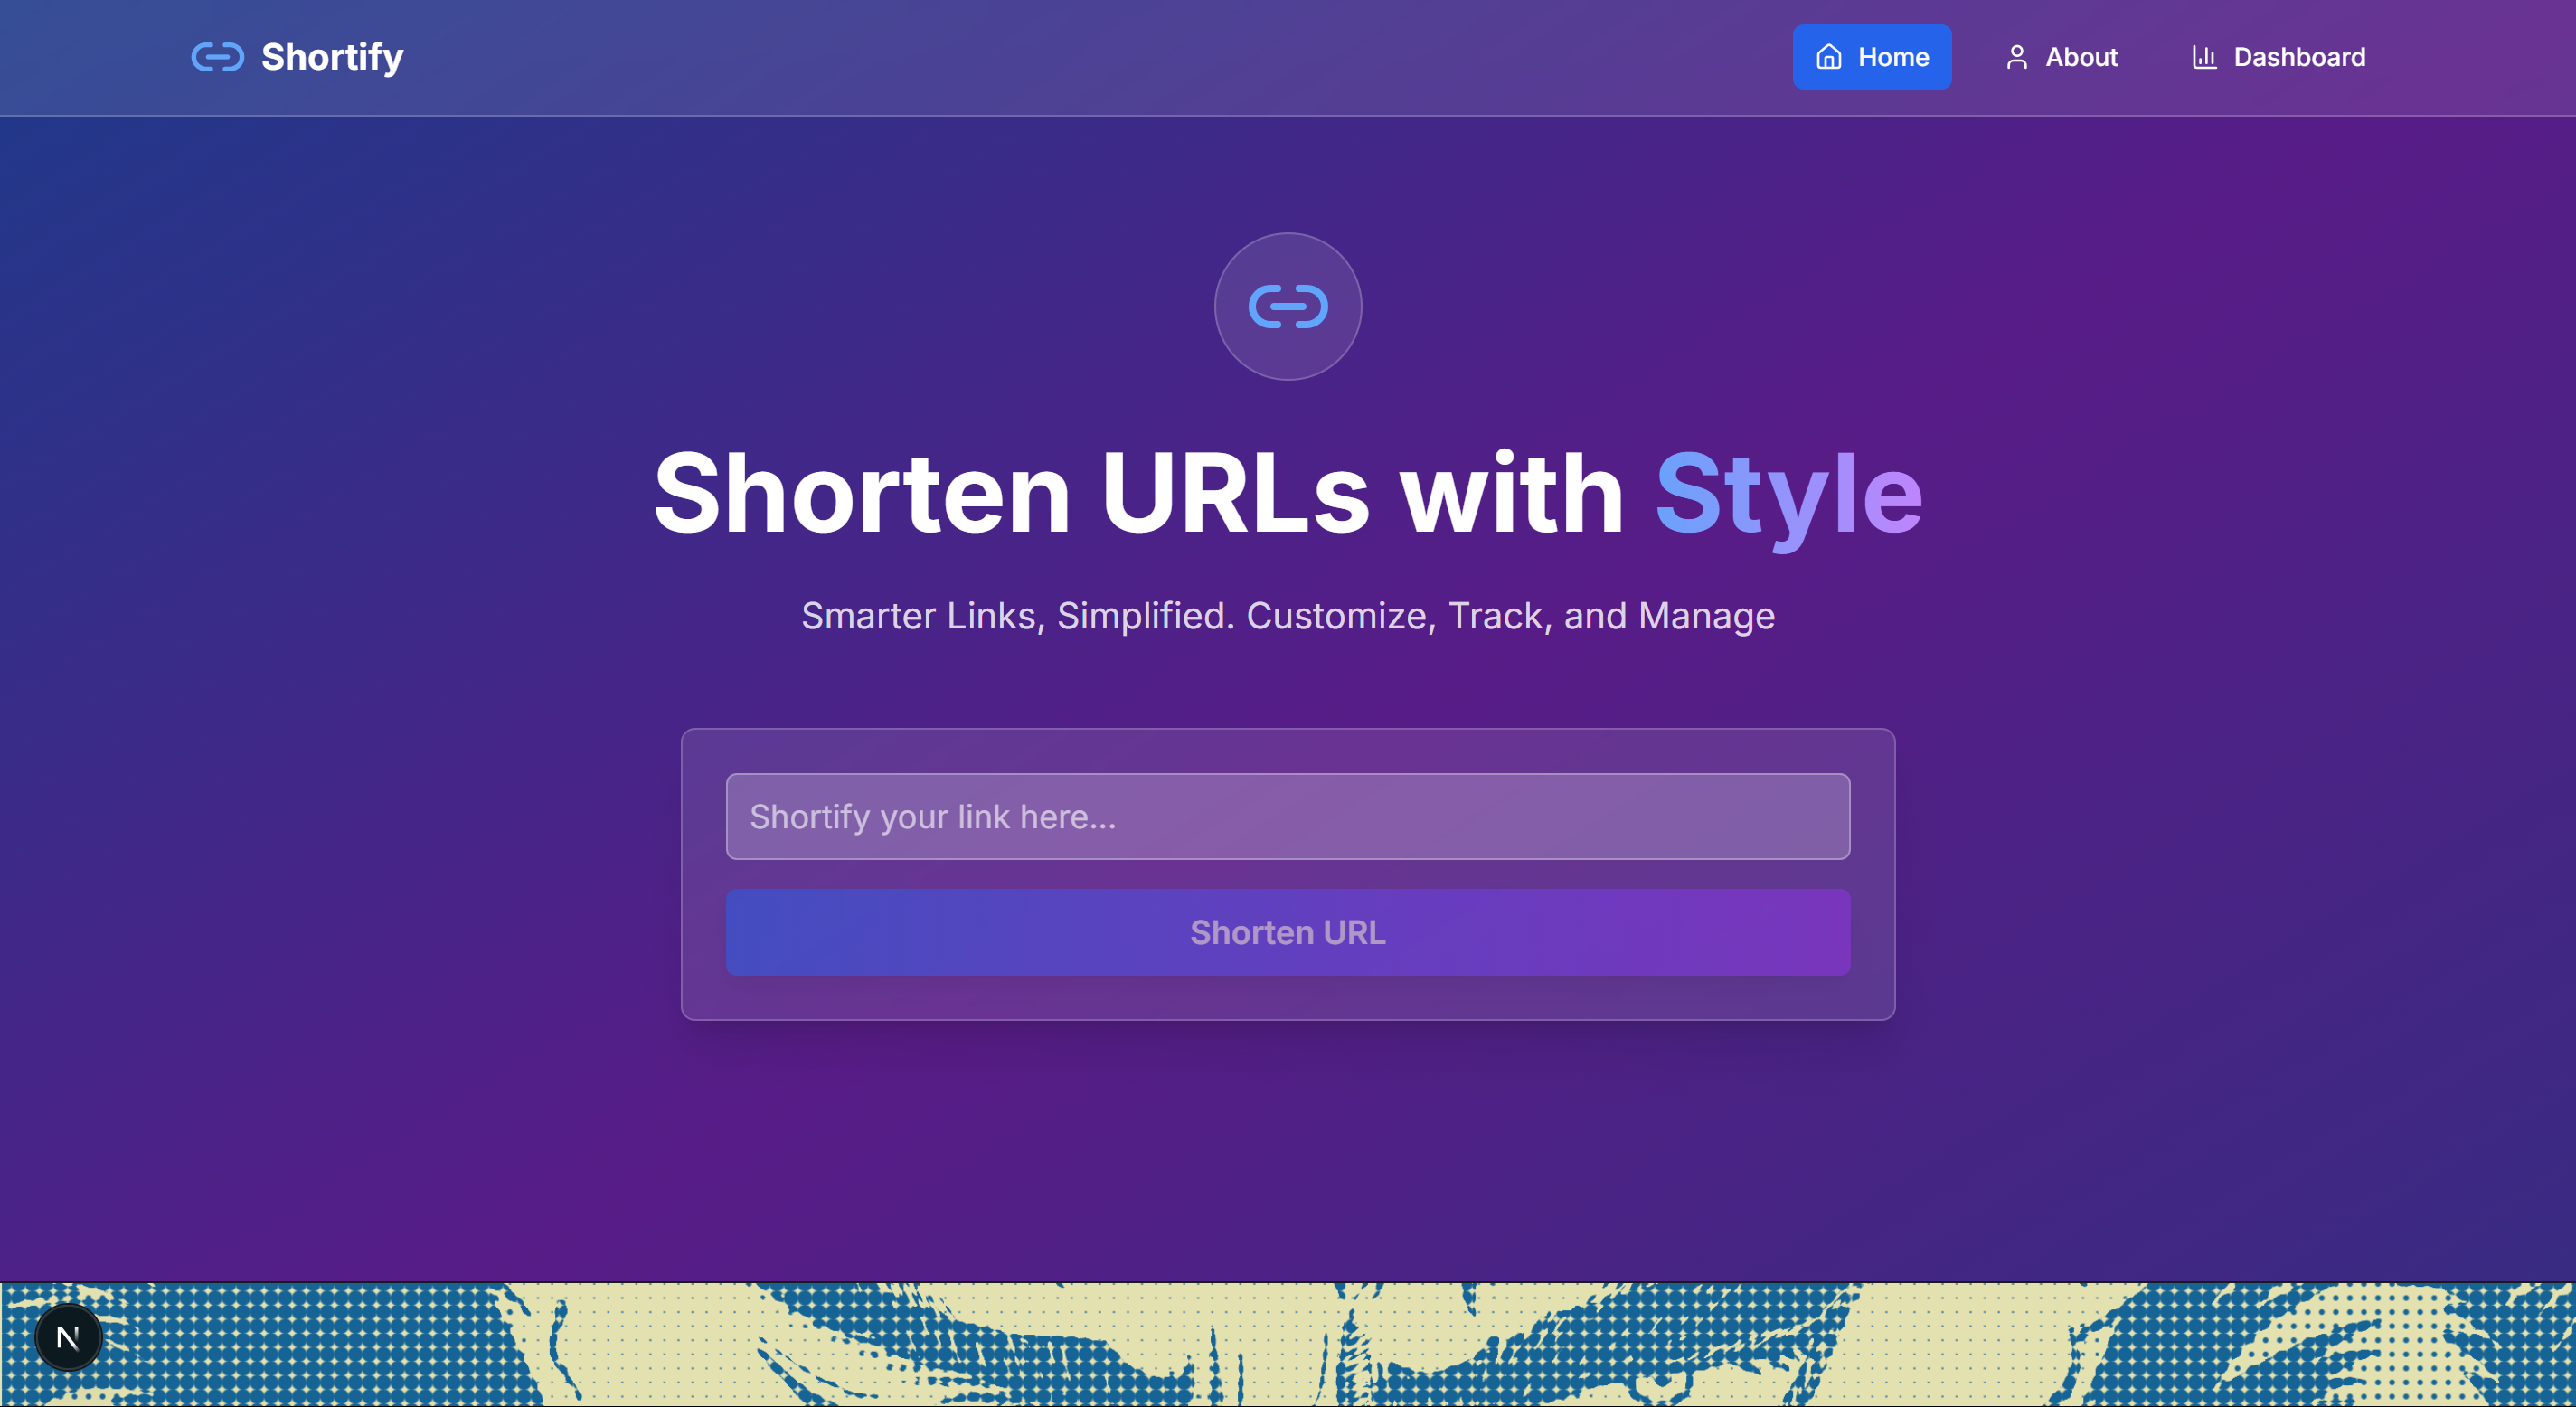 Shortify
Home
About
Dashboard
Shorten URLs with Style
Smarter Links, Simplified. Customize, Track, and Manage
Shortify your link here...
Shorten URL
N